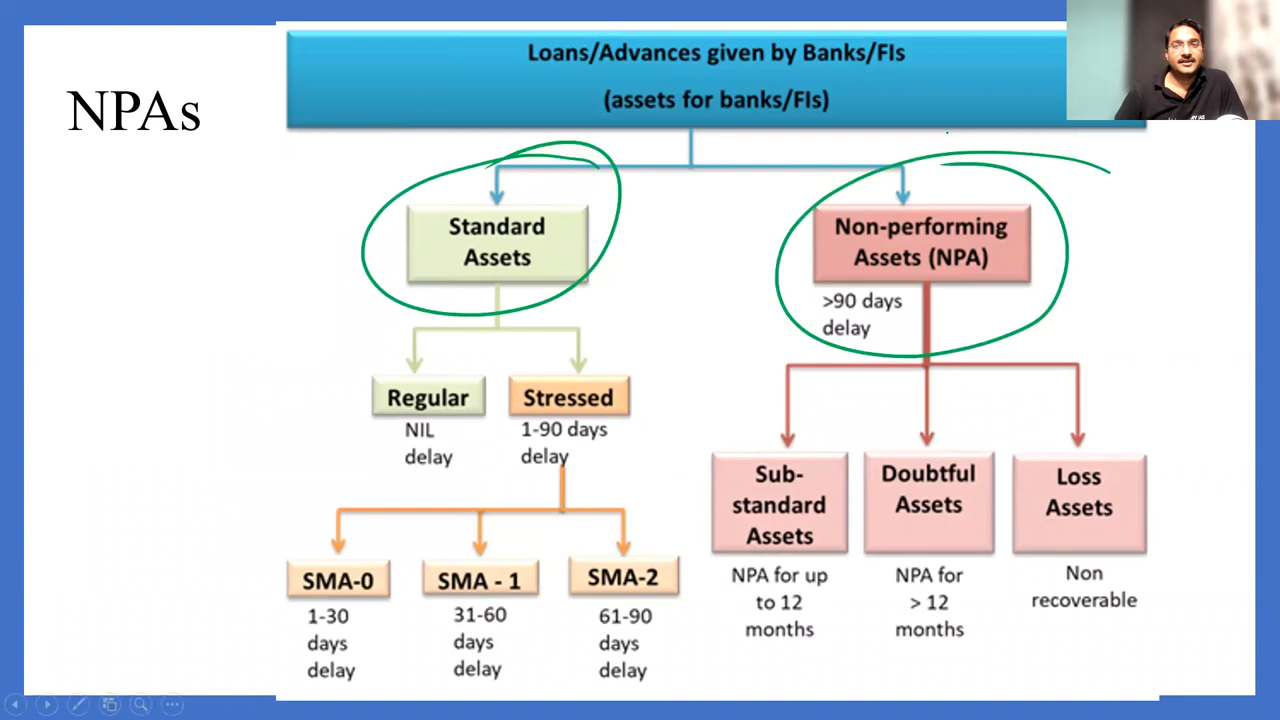 NPAs
Loans/Advances given by Banks/FIs
(assets for banks/FIs)
Standard
Assets
Non-performing
Assets (NPA)
>90 days
delay
Regular
NIL
delay
Stressed
1-90 days
delay
SMA-0
1-30
days
delay
SMA - 1
31-60
days
delay
SMA-2
61-90
days
delay
Sub-
standard
Assets
NPA for up
to 12
months
Doubtful
Assets
NPA for
> 12
months
Loss
Assets
Non
recoverable